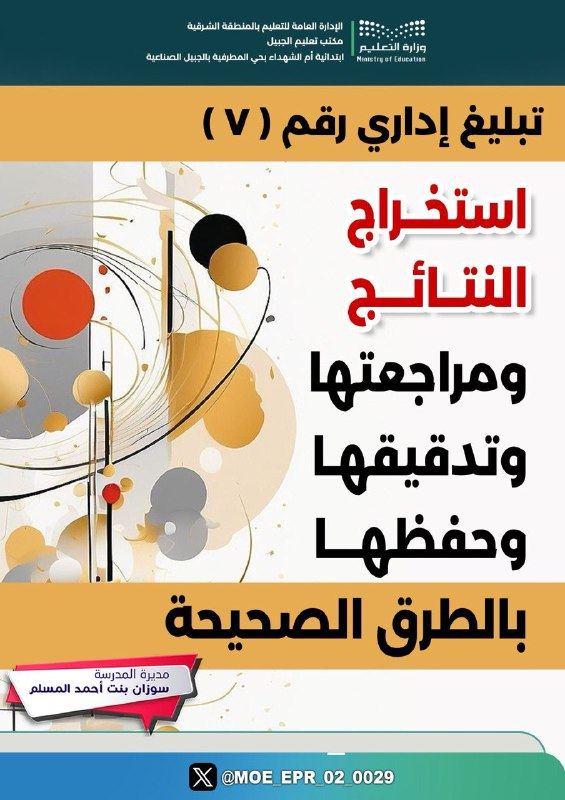 الإدارة العامة للتعليم بالمنطقة الشرقية
مكتب تعليم الجبيل
ابتدائية أم الشهداء بحي المطرفية بالجبيل الصناعية
وزارة التعليم
Ministry of Education
تبليغ إداري رقم ( ٧ )
استخراج
النتائج
ومراجعتها
وتدقيقها
وحفظها
بالطرق الصحيحة
مديرة المدرسة
سوزان بنت أحمد المسلم
@MOE_EPR_02_0029